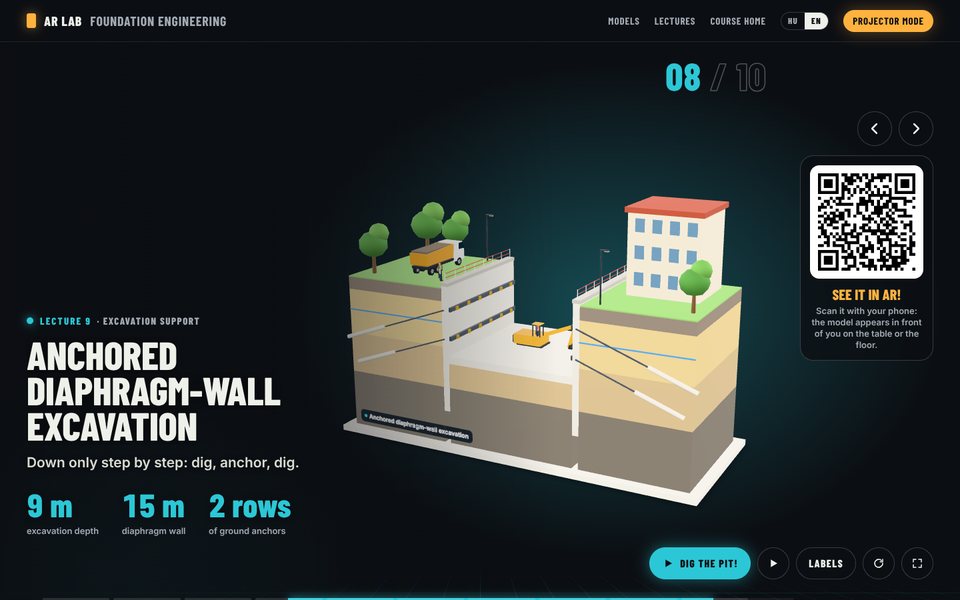 AR LAB FOUNDATION ENGINEERING
MODELS LECTURES COURSE HOME HU EN PROJECTOR MODE
08 / 10
SEE IT IN AR!
Scan it with your phone:
the model appears in front
of you on the table or the
floor.
LECTURE 9 · EXCAVATION SUPPORT
ANCHORED
DIAPHRAGM-WALL
EXCAVATION
Down only step by step: dig, anchor, dig.
9 m 15 m 2 rows
excavation depth diaphragm wall of ground anchors
Anchored diaphragm-wall excavation
DIG THE PIT! LABELS